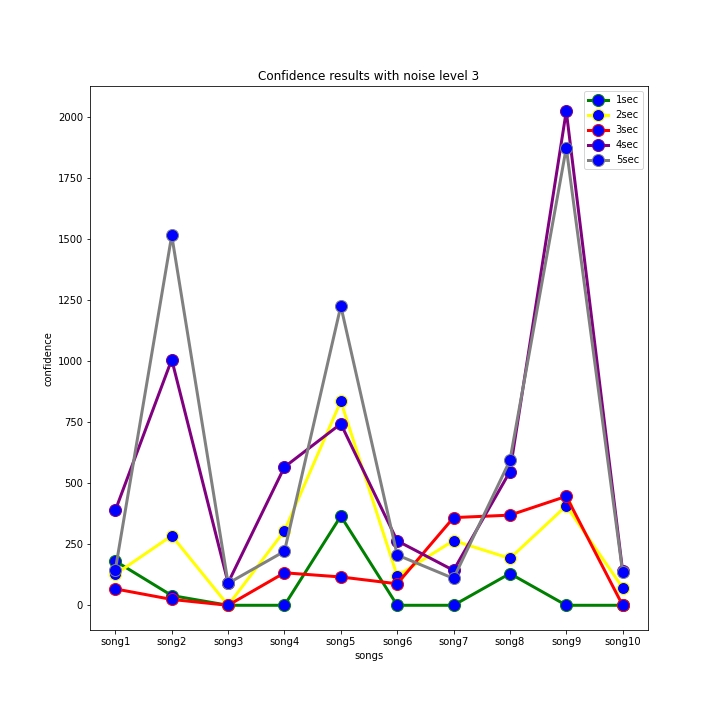 Confidence results with noise level 3
1sec
2sec
3sec
4sec
5sec
2000
1750
1500
1250
1000
750
500
250
0
confidence
song1 song2 song3 song4 song5 song6 song7 song8 song9 song10
songs